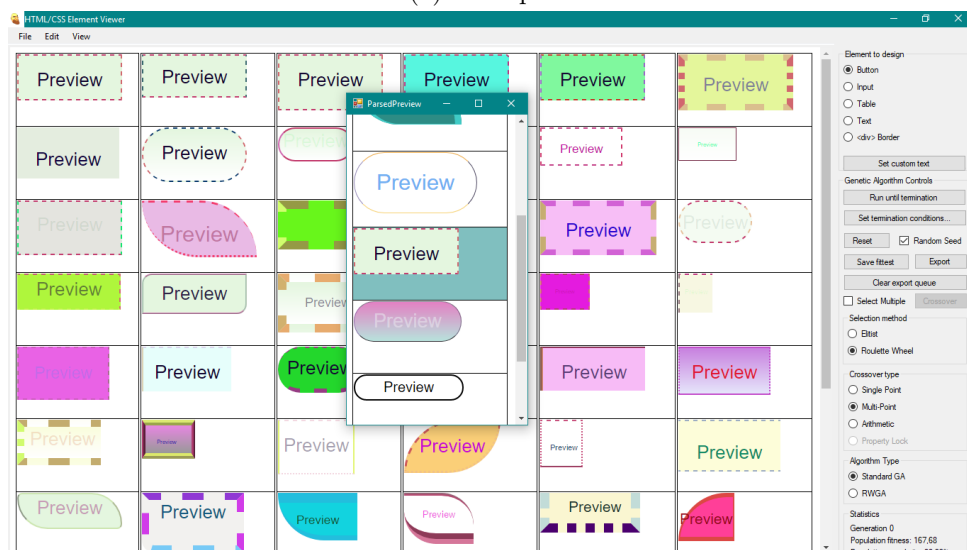 HTML/CSS Element Viewer
File Edit View
Preview Preview Preview Preview Preview Preview
ParsedPreview
Preview Preview Preview Preview Preview
Preview
Preview Preview Preview Preview
Preview
Preview Preview Preview
Preview
Preview Preview Preview Preview Preview
Preview
Preview Preview Preview Preview Preview Preview
Preview Preview Preview Preview Preview Preview
Element to design
Button
Input
Table
Text
<div> Border
Set custom text
Genetic Algorithm Controls
Run until termination
Set termination conditions...
Reset Random Seed
Save fittest Export
Clear export queue
Select Multiple Crossover
Selection method
Elitist
Roulette Wheel
Crossover type
Single Point
Multi-Point
Arithmetic
Property Lock
Algorithm Type
Standard GA
RWGA
Statistics
Generation 0
Population fitness: 167,68